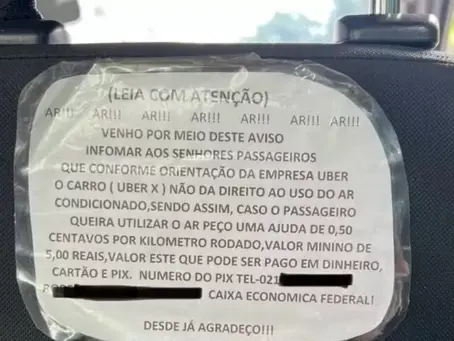 (LEIA COM ATENÇÃO)
AR!!! AR!!! AR!!! AR!!! AR!!! AR!!! AR!!!
VENHO POR MEIO DESTE AVISO
INFOMAR AOS SENHORES PASSAGEIROS
QUE CONFORME ORIENTAÇÃO DA EMPRESA UBER
O CARRO ( UBER X ) NÃO DA DIREITO AO USO DO AR
CONDICIONADO,SENDO ASSIM, CASO O PASSAGEIRO
QUEIRA UTILIZAR O AR PEÇO UMA AJUDA DE 0,50
CENTAVOS POR KILOMETRO RODADO,VALOR MININO DE
5,00 REAIS,VALOR ESTE QUE PODE SER PAGO EM DINHEIRO,
CARTÃO E PIX. NUMERO DO PIX TEL-021
CAIXA ECONOMICA FEDERAL!
DESDE JÁ AGRADEÇO!!!